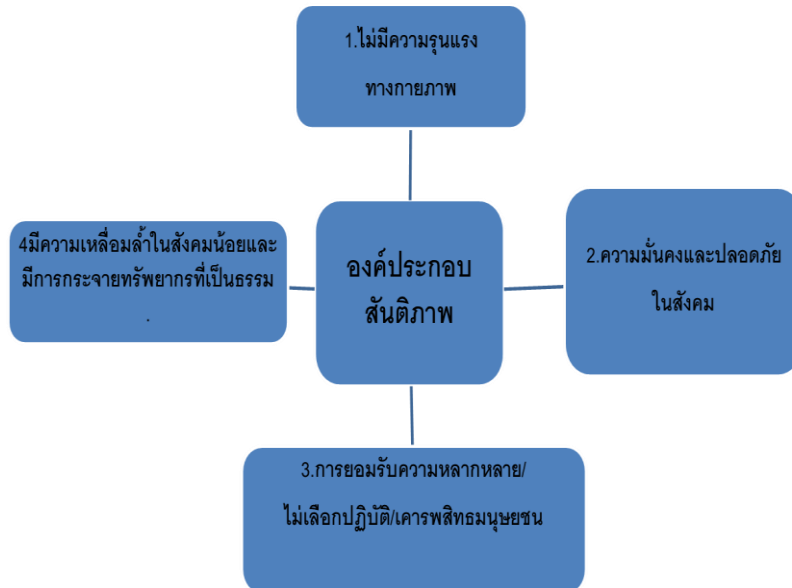 1.ไม่มีความรุนแรง
ทางกายภาพ
4มีความเหลื่อมล้ำในสังคมน้อยและ
มีการกระจายทรัพยากรที่เป็นธรรม
.
องค์ประกอบ
สันติภาพ
2.ความมั่นคงและปลอดภัย
ในสังคม
3.การยอมรับความหลากหลาย/
ไม่เลือกปฏิบัติ/เคารพสิทธมนุษยชน